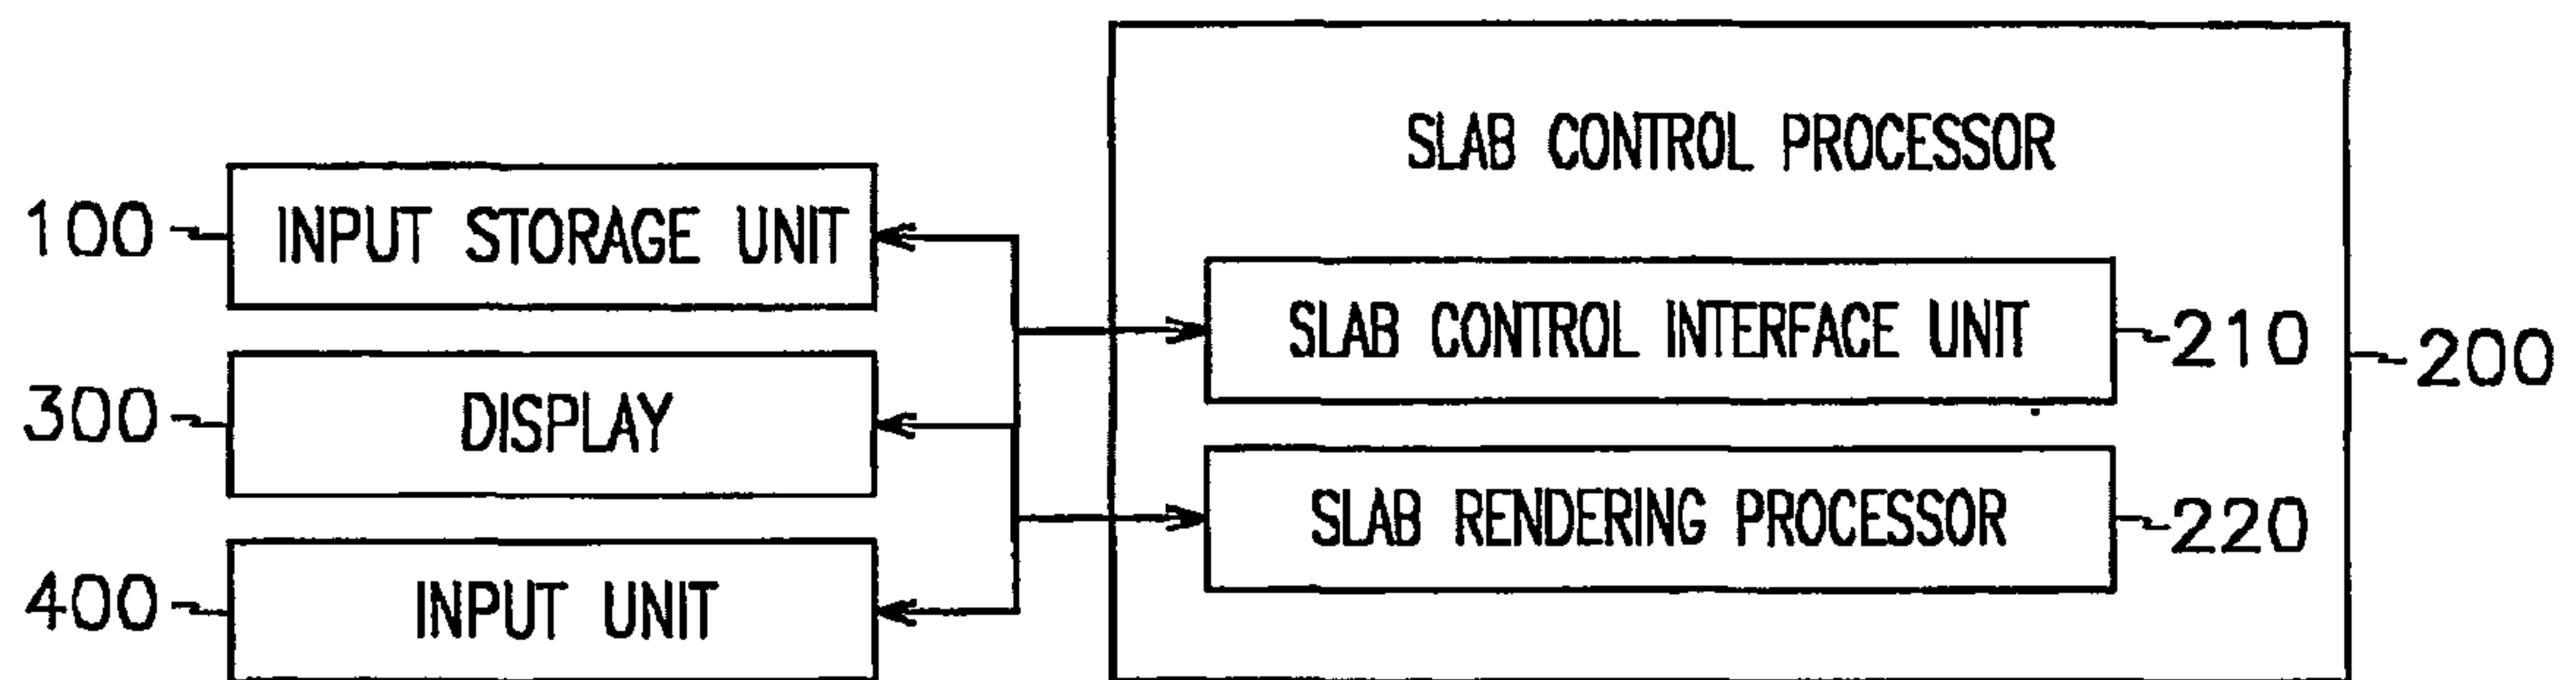 SLAB CONTROL PROCESSOR
100 INPUT STORAGE UNIT
SLAB CONTROL INTERFACE UNIT 210
200
300 DISPLAY
SLAB RENDERING PROCESSOR 220
400 INPUT UNIT